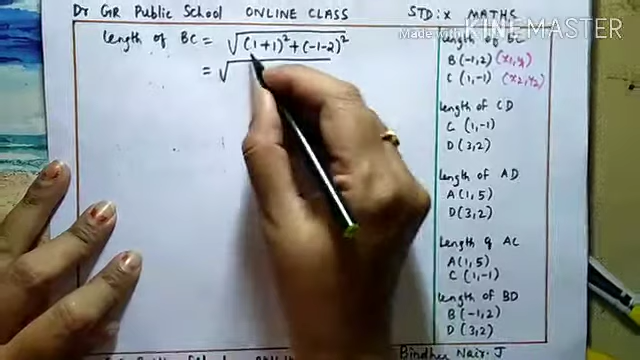 Dr GR Public School ONLINE CLASS STD: X MATHS
Made with KINEMASTER
Length of BC = √(1+1)² + (-1-2)²
= √
Length of BC
B (-1,2) (x1, y1)
C (1,-1) (x2, y2)
Length of CD
C (1,-1)
D (3,2)
Length of AD
A (1, 5)
D (3, 2)
Length of AC
A (1, 5)
C (1,-1)
Length of BD
B (-1, 2)
D (3, 2)
Bindhu Nair J